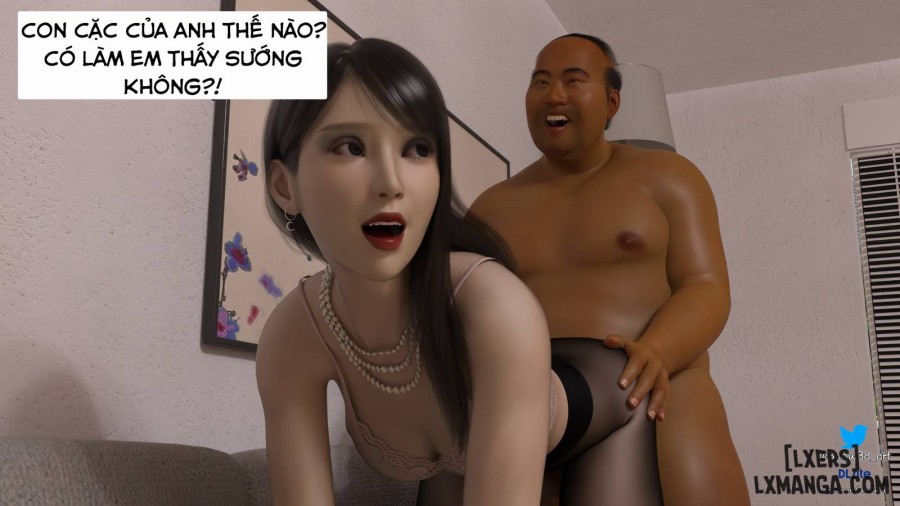 CON CẶC CỦA ANH THẾ NÀO?
CÓ LÀM EM THẤY SƯỚNG
KHÔNG?!
[LXERS]
LXMANGA.COM